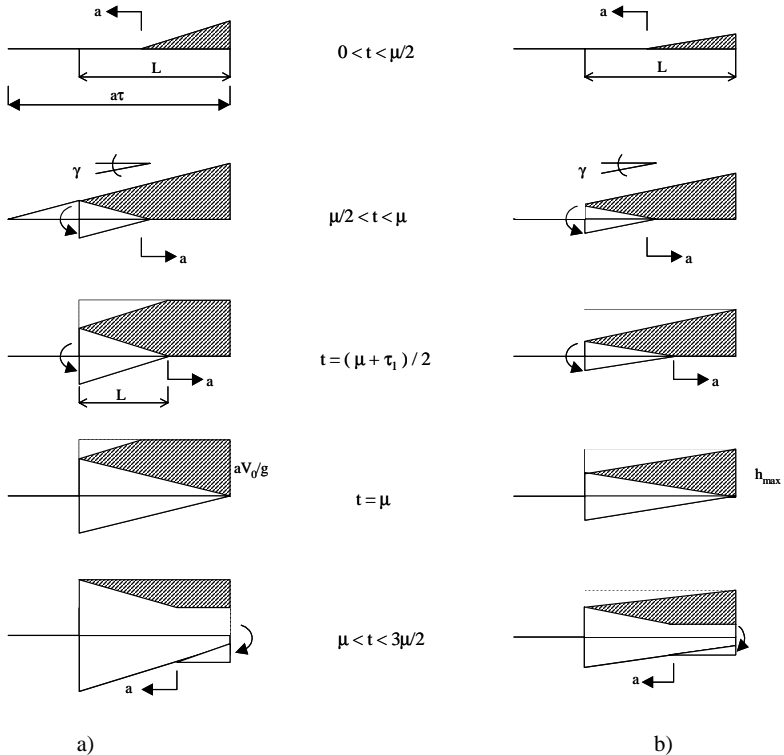 a a
0 < t < μ/2
L L
aτ
γ γ
μ/2 < t < μ
a a
t = ( μ + τ₁ ) / 2
a a
L
aV₀/g
t = μ
hₘₐₓ
μ < t < 3μ/2
a a
a) b)